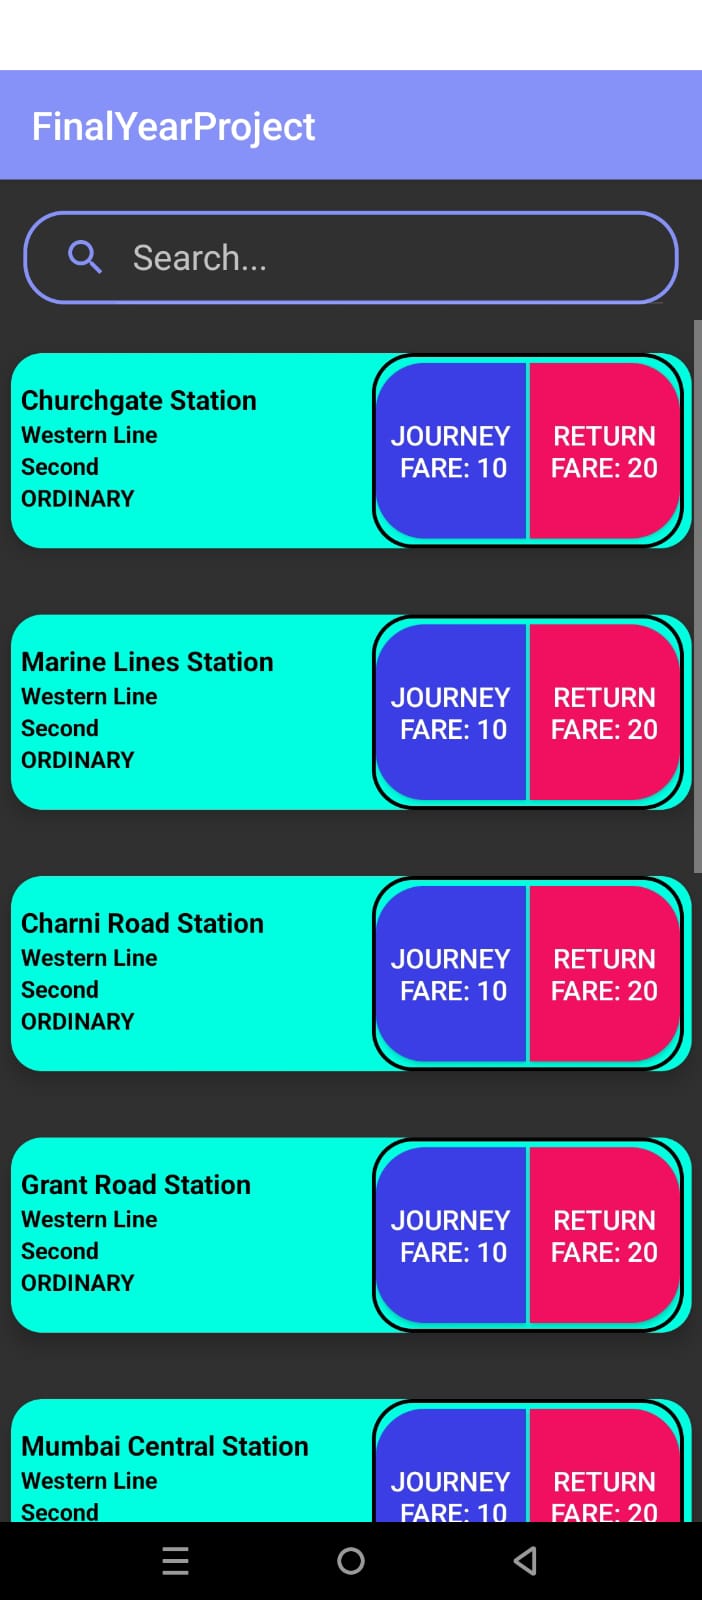 FinalYearProject
Search...
Churchgate Station
Western Line
Second
ORDINARY
JOURNEY
FARE: 10
RETURN
FARE: 20
Marine Lines Station
Western Line
Second
ORDINARY
JOURNEY
FARE: 10
RETURN
FARE: 20
Charni Road Station
Western Line
Second
ORDINARY
JOURNEY
FARE: 10
RETURN
FARE: 20
Grant Road Station
Western Line
Second
ORDINARY
JOURNEY
FARE: 10
RETURN
FARE: 20
Mumbai Central Station
Western Line
Second
JOURNEY
FARE: 10
RETURN
FARE: 20